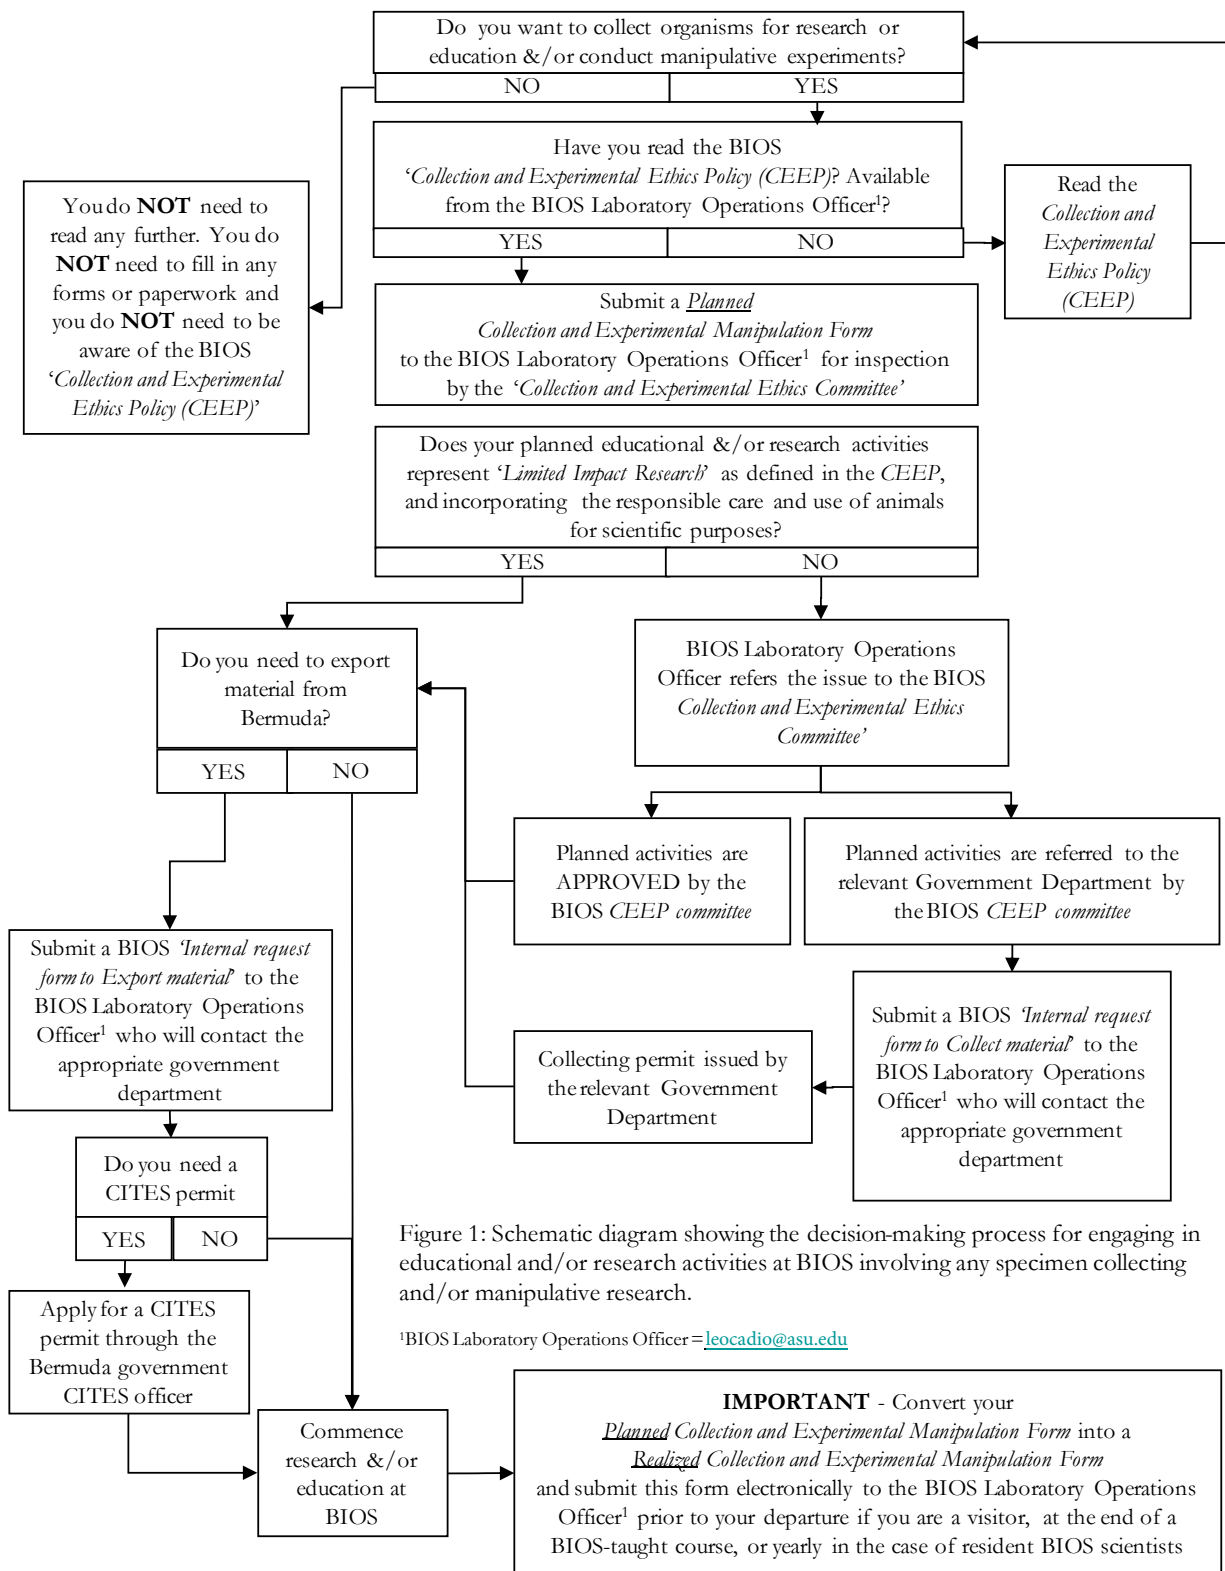 Do you want to collect organisms for research or
education &/or conduct manipulative experiments?
NO
YES
Have you read the BIOS
‘Collection and Experimental Ethics Policy (CEEP)? Available
from the BIOS Laboratory Operations Officer¹?
YES
NO
Read the
Collection and
Experimental
Ethics Policy
(CEEP)
You do NOT need to
read any further. You do
NOT need to fill in any
forms or paperwork and
you do NOT need to be
aware of the BIOS
‘Collection and Experimental
Ethics Policy (CEEP)’
Submit a Planned
Collection and Experimental Manipulation Form
to the BIOS Laboratory Operations Officer¹ for inspection
by the ‘Collection and Experimental Ethics Committee’
Does your planned educational &/or research activities
represent ‘Limited Impact Research’ as defined in the CEEP,
and incorporating the responsible care and use of animals
for scientific purposes?
YES
NO
Do you need to export
material from
Bermuda?
YES
NO
BIOS Laboratory Operations
Officer refers the issue to the BIOS
Collection and Experimental Ethics
Committee’
Planned activities are
APPROVED by the
BIOS CEEP committee
Planned activities are referred to the
relevant Government Department by
the BIOS CEEP committee
Submit a BIOS ‘Internal request
form to Export material’ to the
BIOS Laboratory Operations
Officer¹ who will contact the
appropriate government
department
Collecting permit issued by
the relevant Government
Department
Submit a BIOS ‘Internal request
form to Collect material’ to the
BIOS Laboratory Operations
Officer¹ who will contact the
appropriate government
department
Do you need a
CITES permit
YES
NO
Figure 1: Schematic diagram showing the decision-making process for engaging in
educational and/or research activities at BIOS involving any specimen collecting
and/or manipulative research.
¹BIOS Laboratory Operations Officer = leocadio@asu.edu
Apply for a CITES
permit through the
Bermuda government
CITES officer
Commence
research &/or
education at
BIOS
IMPORTANT - Convert your
Planned Collection and Experimental Manipulation Form into a
Realized Collection and Experimental Manipulation Form
and submit this form electronically to the BIOS Laboratory Operations
Officer¹ prior to your departure if you are a visitor, at the end of a
BIOS-taught course, or yearly in the case of resident BIOS scientists